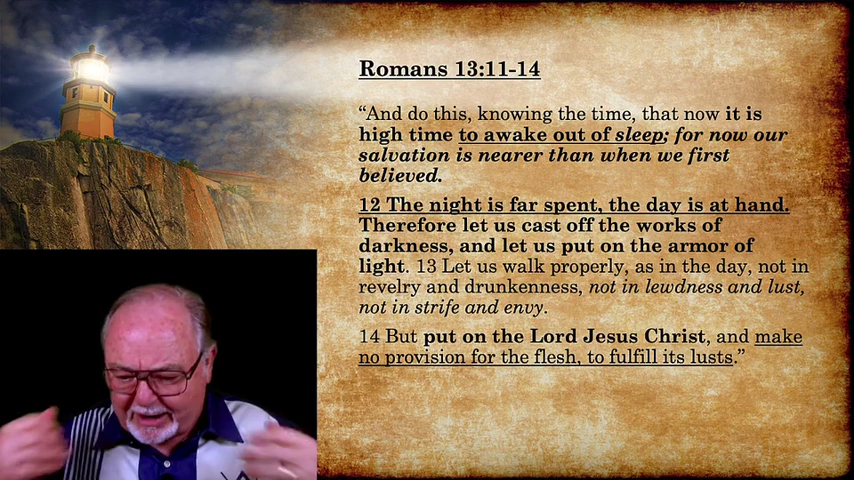 Romans 13:11-14
“And do this, knowing the time, that now it is
high time to awake out of sleep; for now our
salvation is nearer than when we first
believed.
12 The night is far spent, the day is at hand.
Therefore let us cast off the works of
darkness, and let us put on the armor of
light. 13 Let us walk properly, as in the day, not in
revelry and drunkenness, not in lewdness and lust,
not in strife and envy.
14 But put on the Lord Jesus Christ, and make
no provision for the flesh, to fulfill its lusts.”